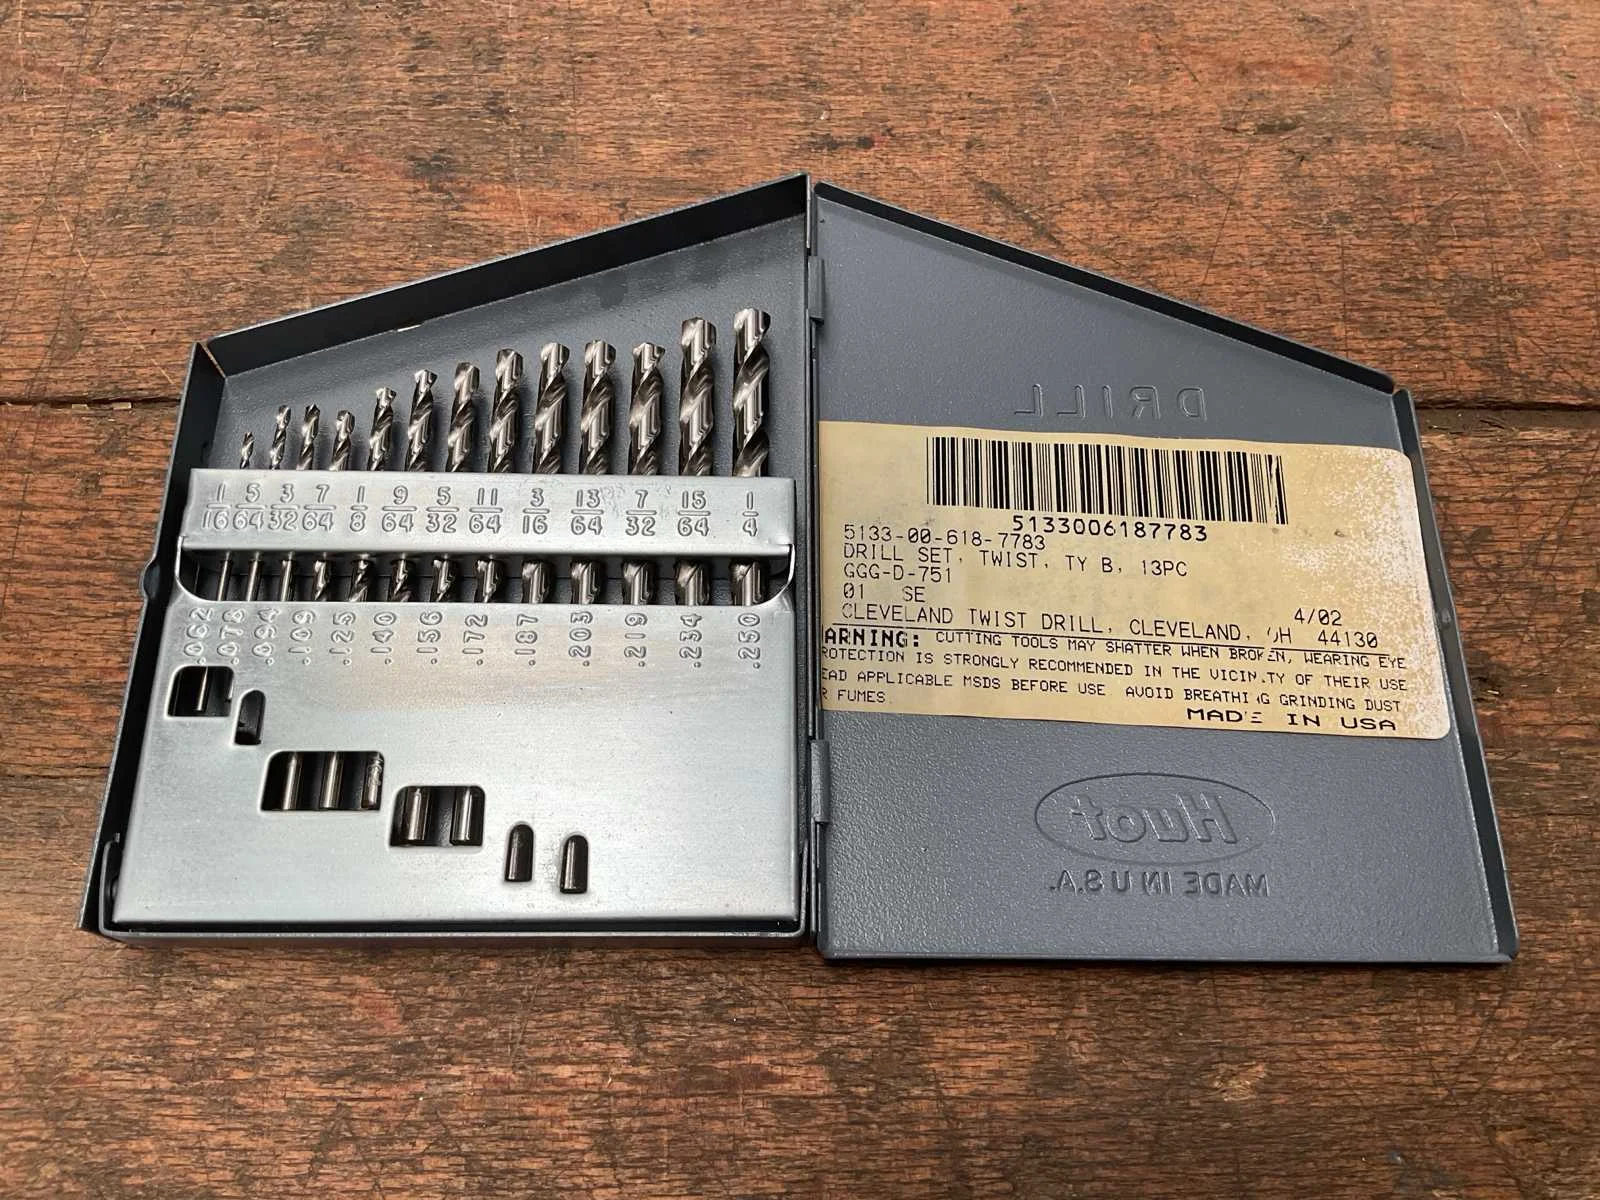 1/16 5/64 3/32 7/64 1/8 9/64 5/32 11/64 3/16 13/64 7/32 15/64 1/4
.062 .078 .094 .109 .125 .140 .156 .172 .187 .203 .219 .234 .250
DRILL
5133006187783
5133-00-618-7783
DRILL SET, TWIST, TY B, 13PC
GGG-D-751
01 SE
4/02
CLEVELAND TWIST DRILL, CLEVELAND, OH 44130
ARNING: CUTTING TOOLS MAY SHATTER WHEN BROKEN, WEARING EYE
ROTECTION IS STRONGLY RECOMMENDED IN THE VICINITY OF THEIR USE
EAD APPLICABLE MSDS BEFORE USE AVOID BREATHING GRINDING DUST
R FUMES
MADE IN USA
Huot
MADE IN U.S.A.